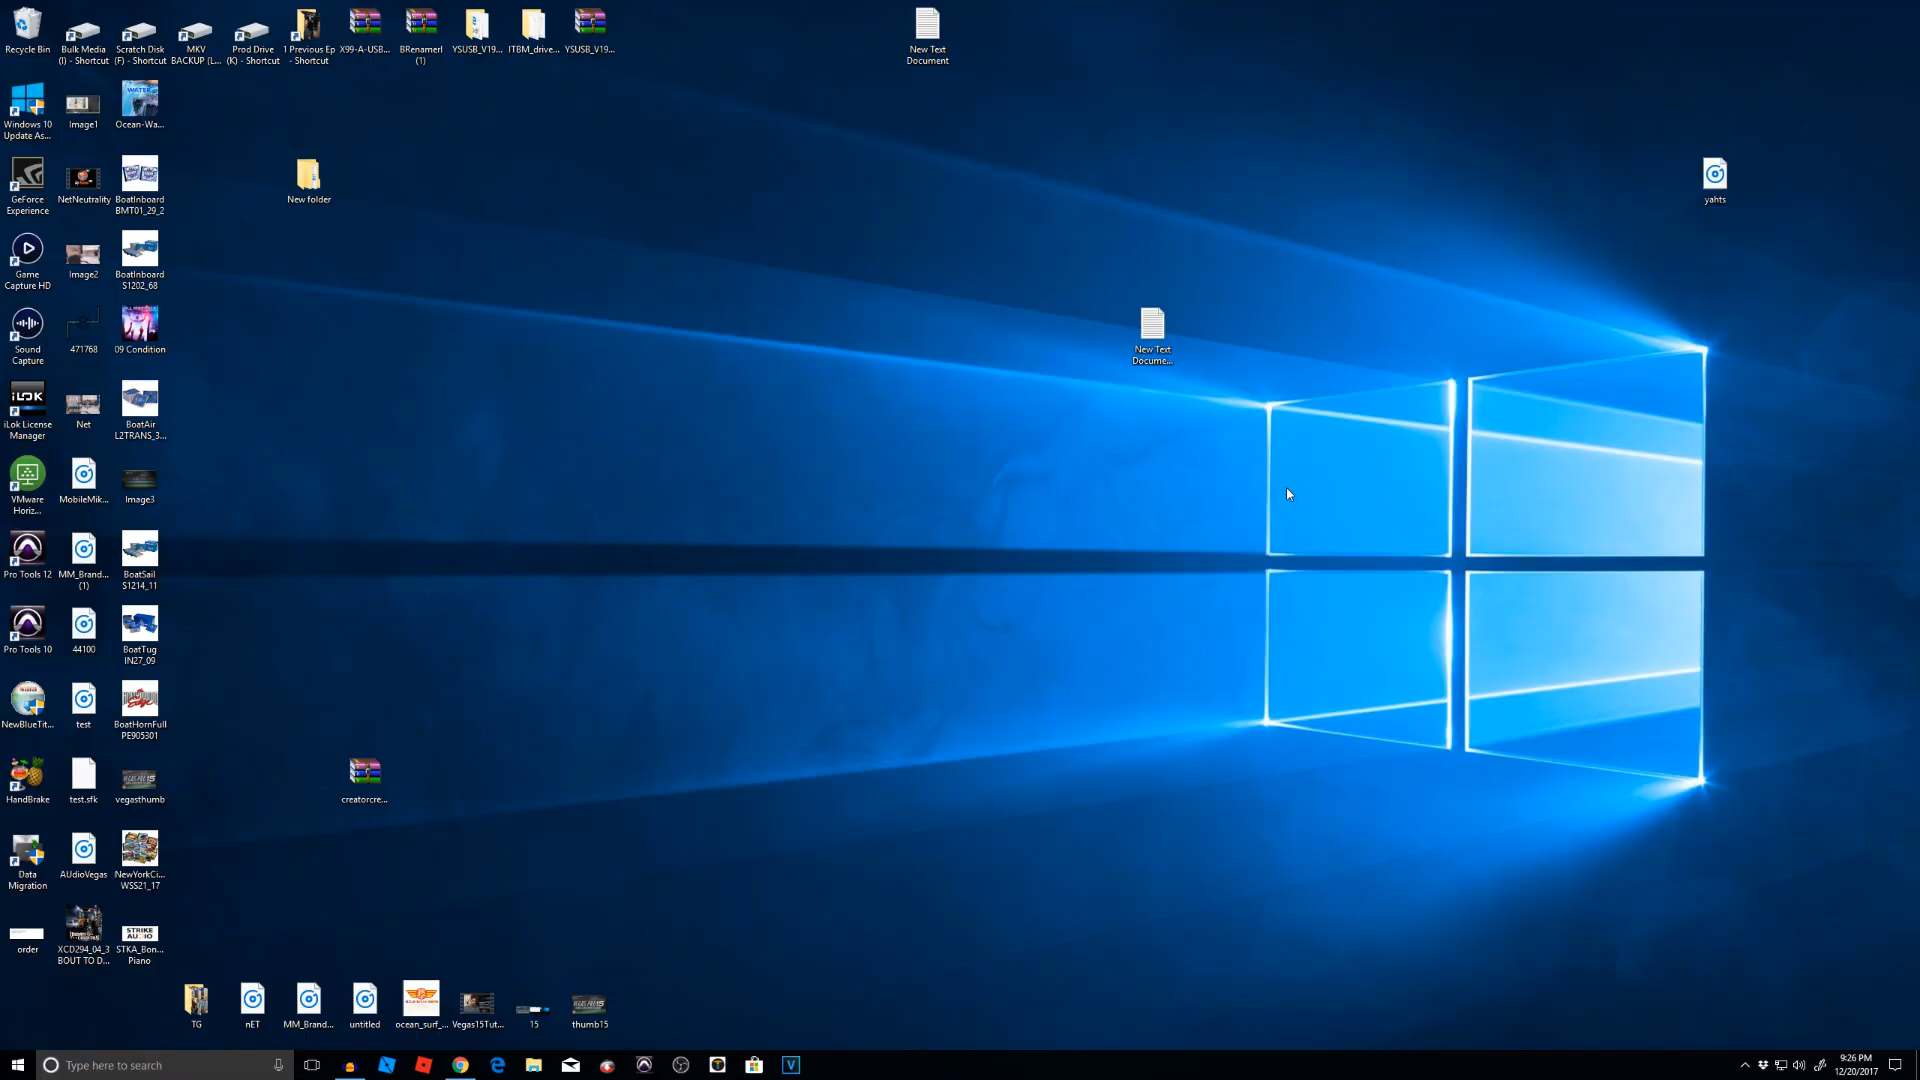 Recycle Bin
Bulk Media
(I) - Shortcut
Scratch Disk
(F) - Shortcut
MKV
BACKUP (L...
Prod Drive
(K) - Shortcut
1 Previous Ep
- Shortcut
X99-A-USB...
BRenamerI
(1)
YSUSB_V19...
ITBM_drive...
YSUSB_V19...
New Text
Document
Windows 10
Update As...
Image1
WATER
Ocean-Wa...
GeForce
Experience
NetNeutrality
BoatInboard
BMT01_29_2
New folder
yahts
Game
Capture HD
Image2
BoatInboard
S1202_68
Sound
Capture
471768
09 Condition
New Text
Docume...
iLOK
iLok License
Manager
Net
BoatAir
L2TRANS_3...
VMware
Horiz...
MobileMik...
Image3
Pro Tools 12
MM_Brand...
(1)
BoatSail
S1214_11
Pro Tools 10
44100
BoatTug
IN27_09
NewBlueTit...
test
BoatHornFull
PE905301
HandBrake
test.sfk
vegasthumb
creatorcre...
Data
Migration
AUdioVegas
NewYorkCi...
WSS21_17
order
XCD294_04_3
BOUT TO D...
STRIKE
AUDIO
STKA_Bon...
Piano
TG
nET
MM_Brand...
untitled
ocean_surf_...
Vegas15Tut...
15
thumb15
Type here to search
V
9:26 PM
12/20/2017